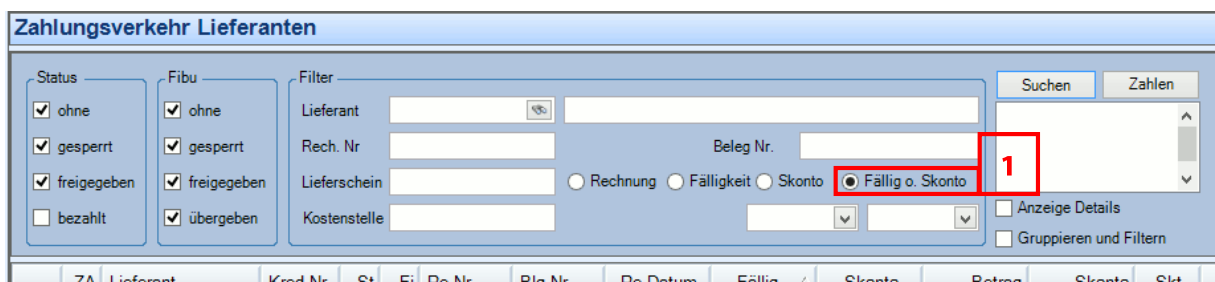 Zahlungsverkehr Lieferanten
Status Fibu Filter Suchen Zahlen
ohne ohne Lieferant
gesperrt gesperrt Rech. Nr Beleg Nr. 1
freigegeben freigegeben Lieferschein Rechnung Fälligkeit Skonto Fällig o. Skonto
bezahlt übergeben Kostenstelle Anzeige Details
Gruppieren und Filtern
ZA Lieferant Kred.Nr. St Fi Re.Nr. Blg.Nr. Re.Datum Fällig Skonto Betrag Skonto Skt